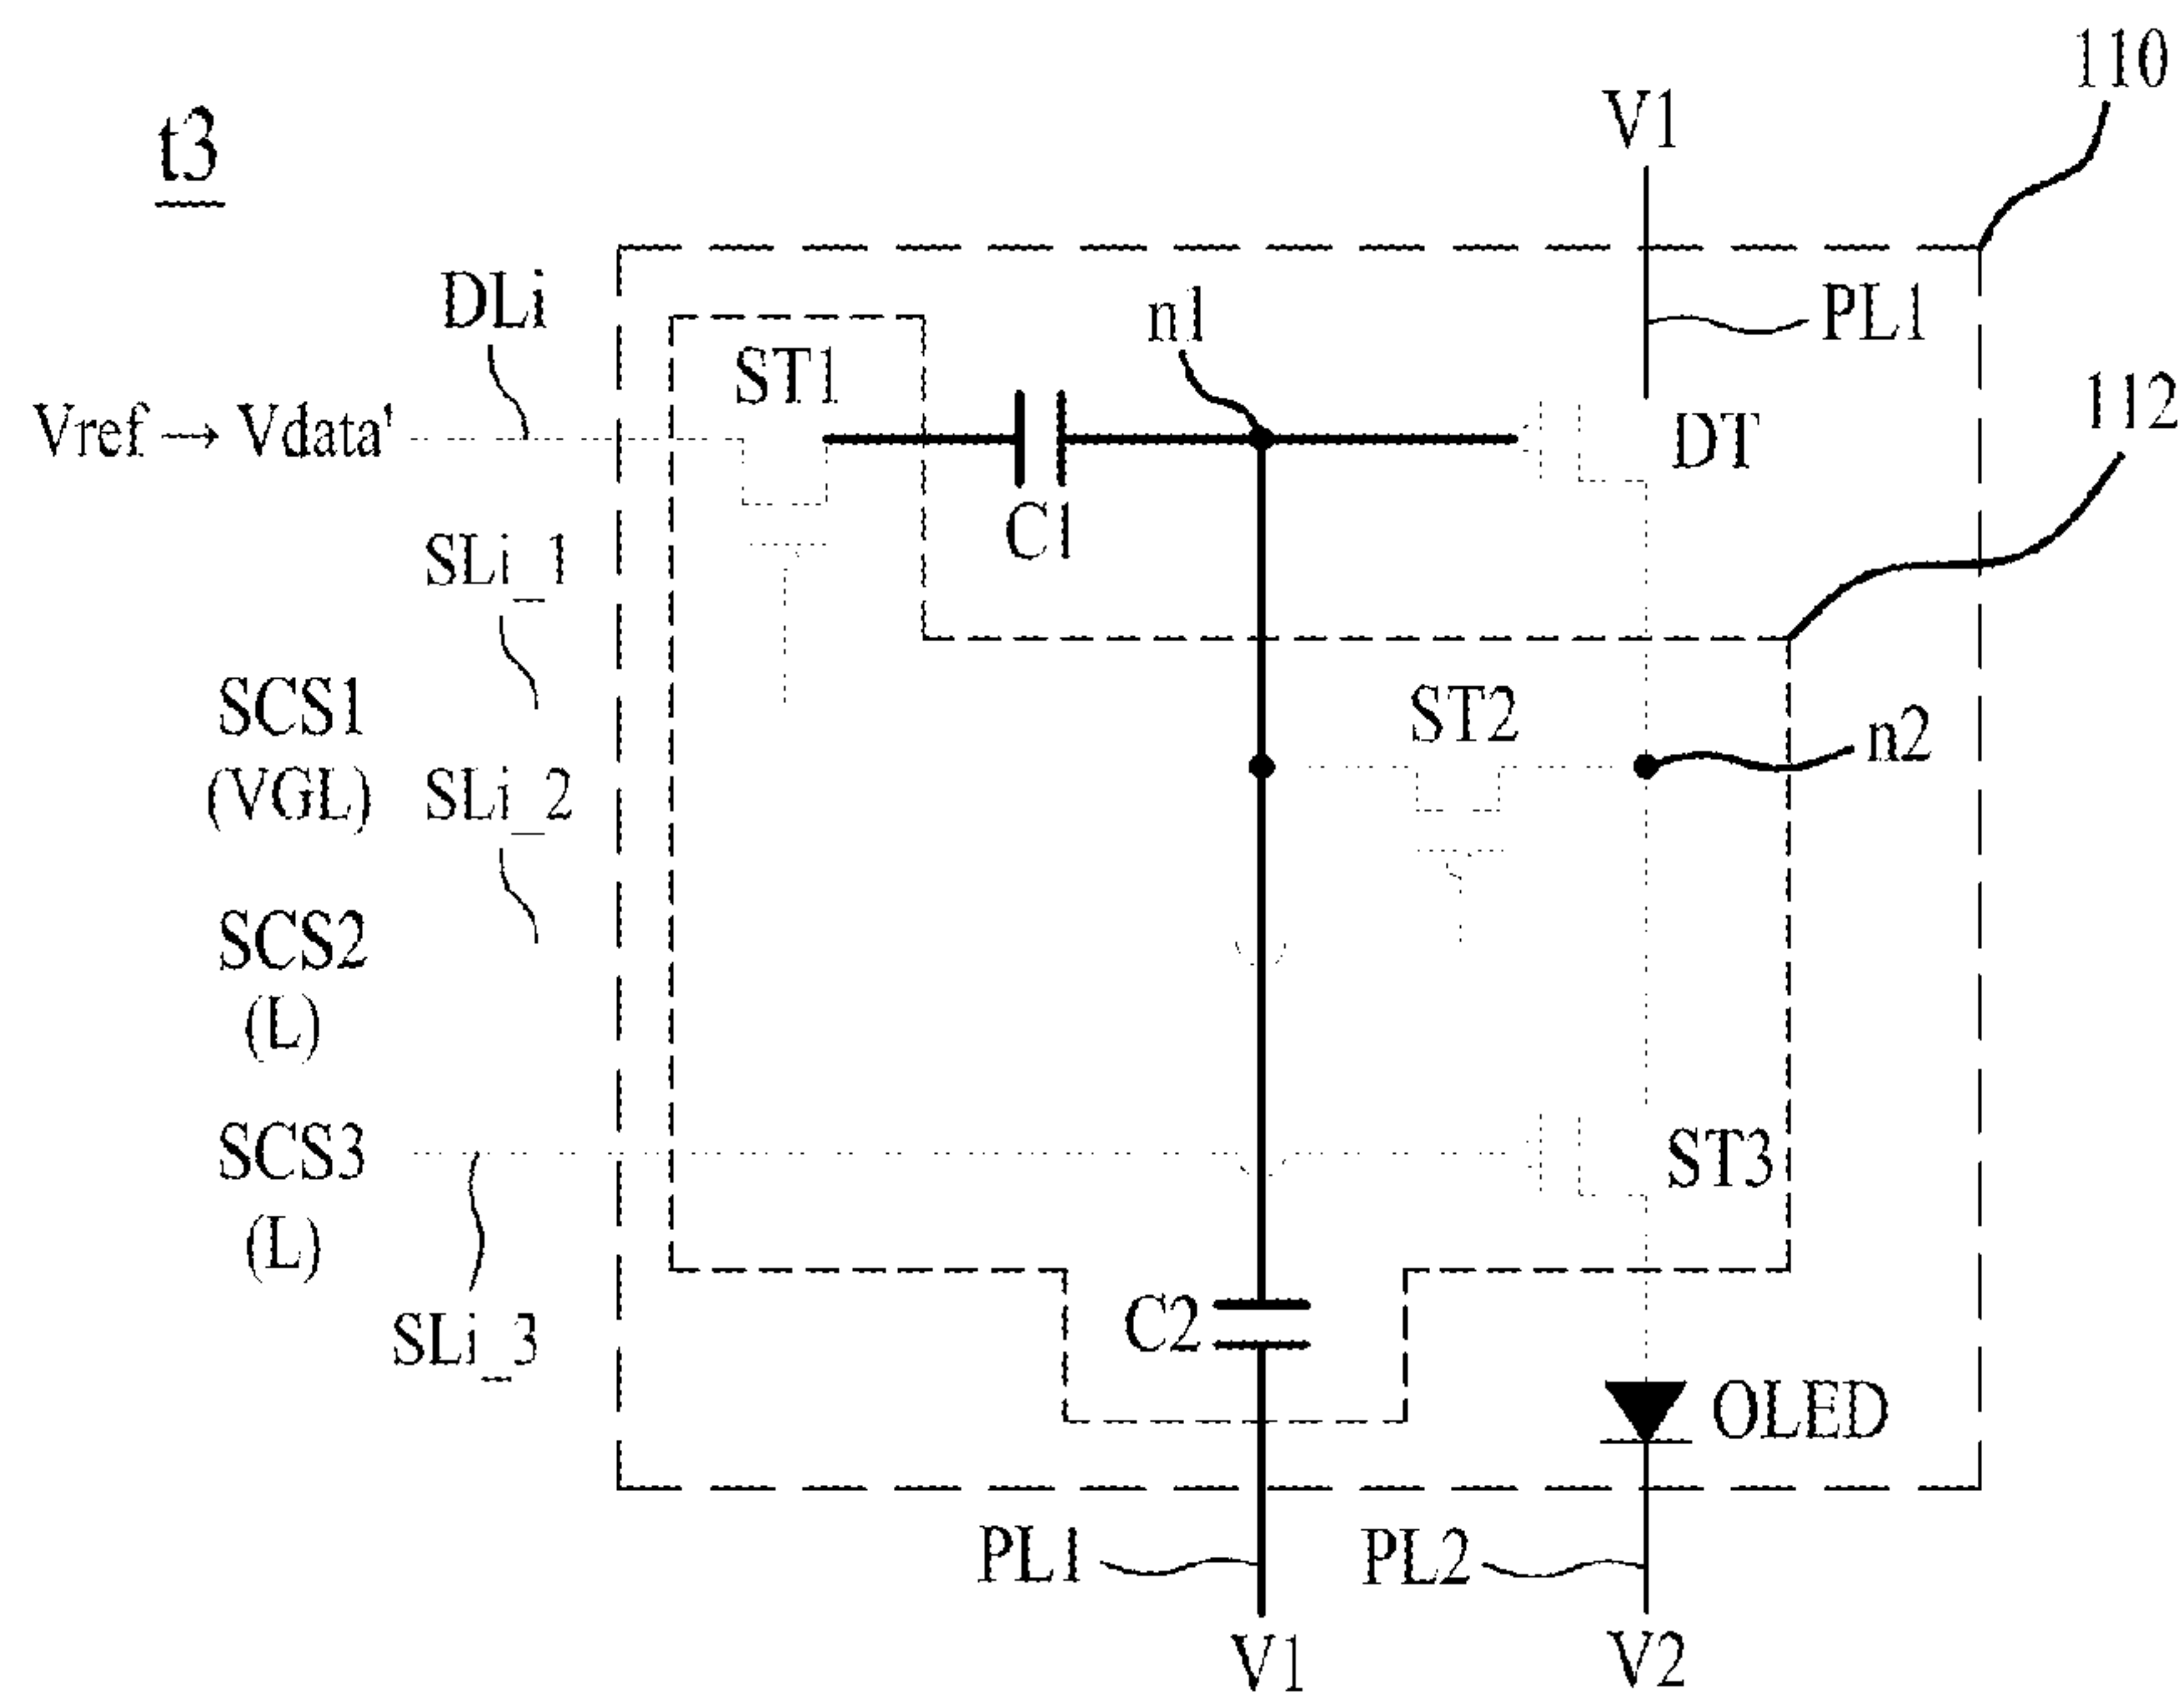 110
t3
V1
DLi
n1
PL1
ST1
112
Vref → Vdata'
DT
C1
SLi_1
SCS1
ST2
n2
(VGL)
SLi_2
SCS2
(L)
SCS3
ST3
(L)
SLi_3
C2
OLED
PL1
PL2
V1
V2